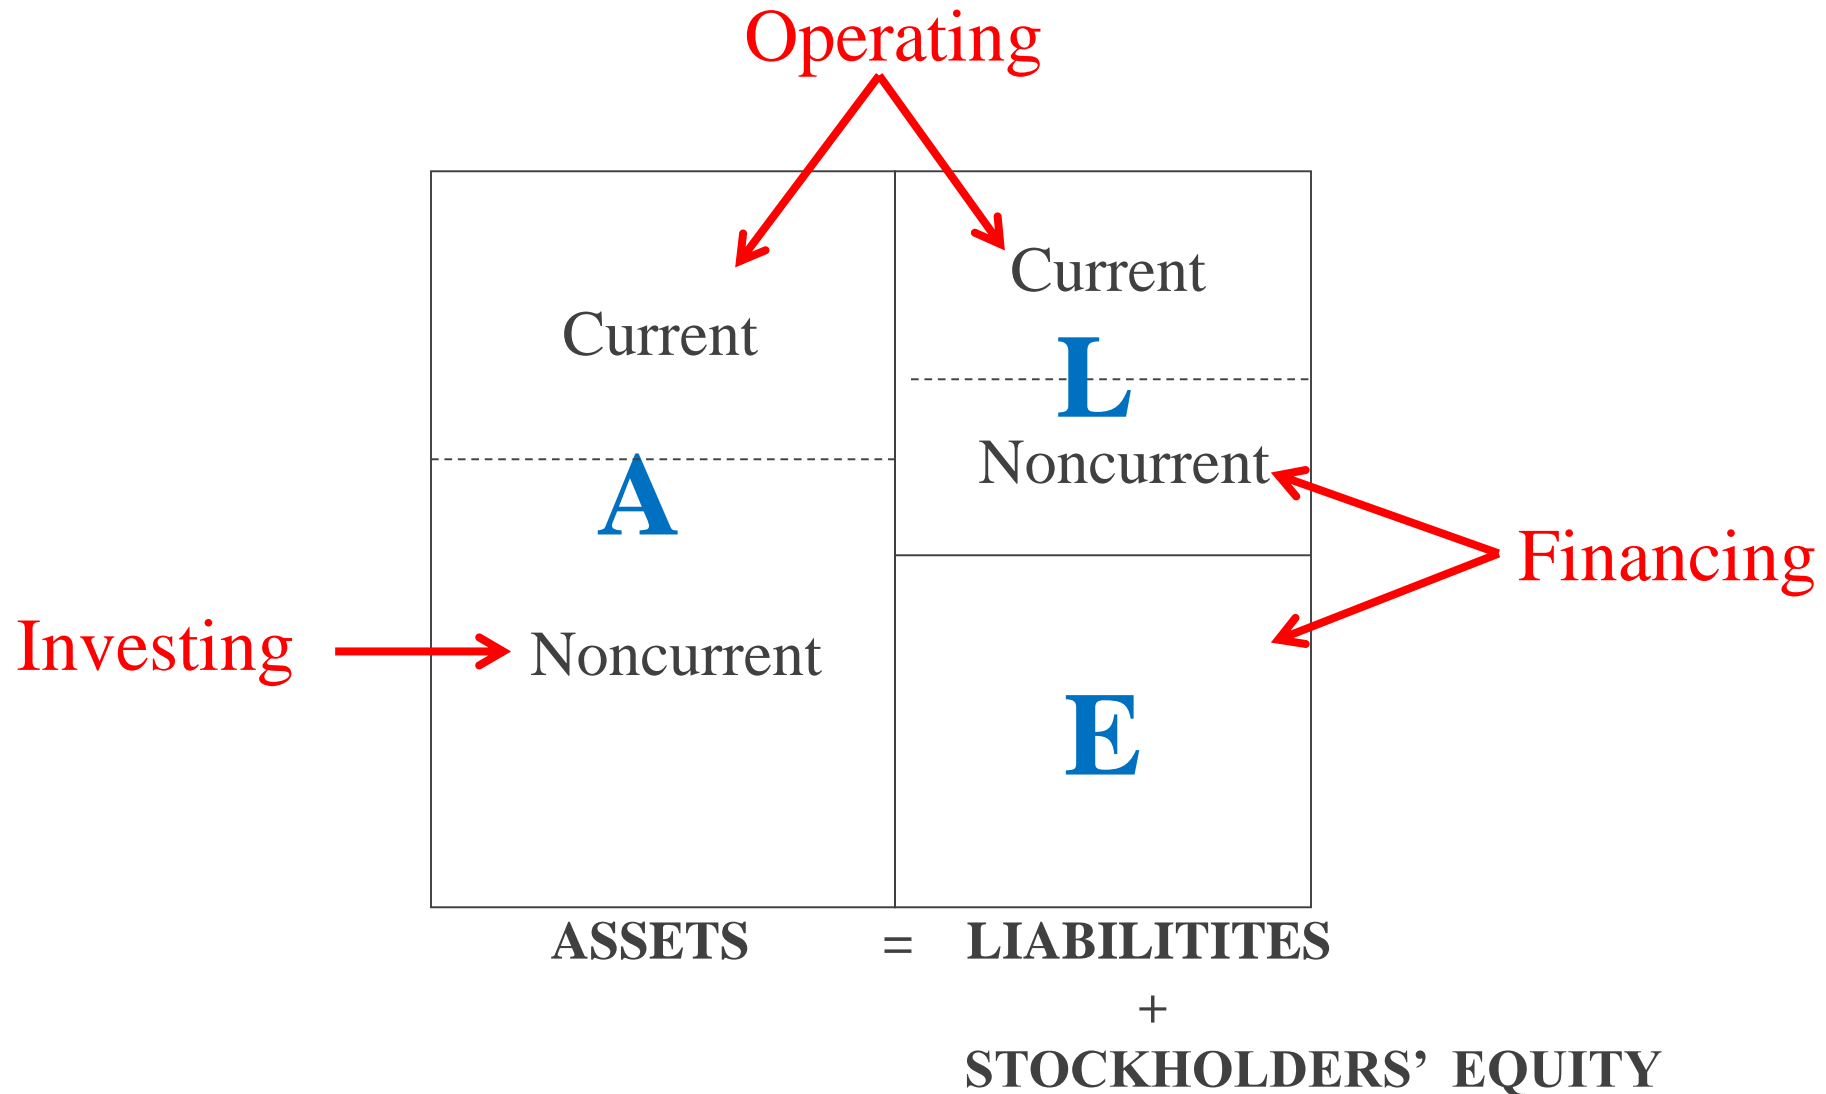 Operating
Current
Current
L
A
Noncurrent
Financing
Investing
Noncurrent
E
ASSETS = LIABILITITES
+
STOCKHOLDERS’ EQUITY